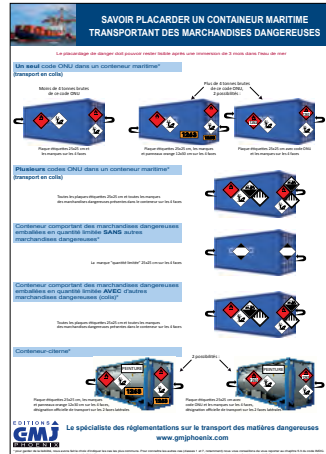 SAVOIR PLACARDER UN CONTAINEUR MARITIME
TRANSPORTANT DES MARCHANDISES DANGEREUSES
Le placardage de danger doit pouvoir rester lisible après une immersion de 3 mois dans l'eau de mer
Un seul code ONU dans un conteneur maritime*
(transport en colis)
Moins de 4 tonnes brutes
de ce code ONU
Plus de 4 tonnes brutes
de ce code ONU,
2 possibilités :
Plaque étiquettes 25x25 cm et
les marques sur les 4 faces
Plaque étiquettes 25x25 cm, les marques
et panneaux orange 12x30 cm sur les 4 faces
Plaque étiquettes 25x25 cm avec code ONU
et les marques sur les 4 faces
Plusieurs codes ONU dans un conteneur maritime*
(transport en colis)
Toutes les plaques étiquettes 25x25 cm et toutes les marques
des marchandises dangereuses présentes dans le conteneur sur les 4 faces
Conteneur comportant des marchandises dangereuses
emballées en quantité limitée SANS autres
marchandises dangereuses*
La marque "quantité limitée" 25x25 cm sur les 4 faces
Conteneur comportant des marchandises dangereuses
emballées en quantité limitée AVEC d'autres
marchandises dangereuses (colis)*
Toutes les plaques étiquettes 25x25 cm et toutes les marques
des marchandises dangereuses présentes dans le conteneur sur les 4 faces
Conteneur-citerne*
2 possibilités :
PEINTURE
PEINTURE
1263
1263
Plaque étiquettes 25x25 cm, les marques
et panneaux orange 12x30 cm sur les 4 faces,
désignation officielle de transport sur les 2 faces latérales
Plaque étiquettes 25x25 cm avec
code ONU et les marques sur les 4 faces,
désignation officielle de transport sur les 2 faces latérales
EDITIONS
GMJ
PHOENIX
Le spécialiste des réglementations sur le transport des matières dangereuses
www.gmjphoenix.com